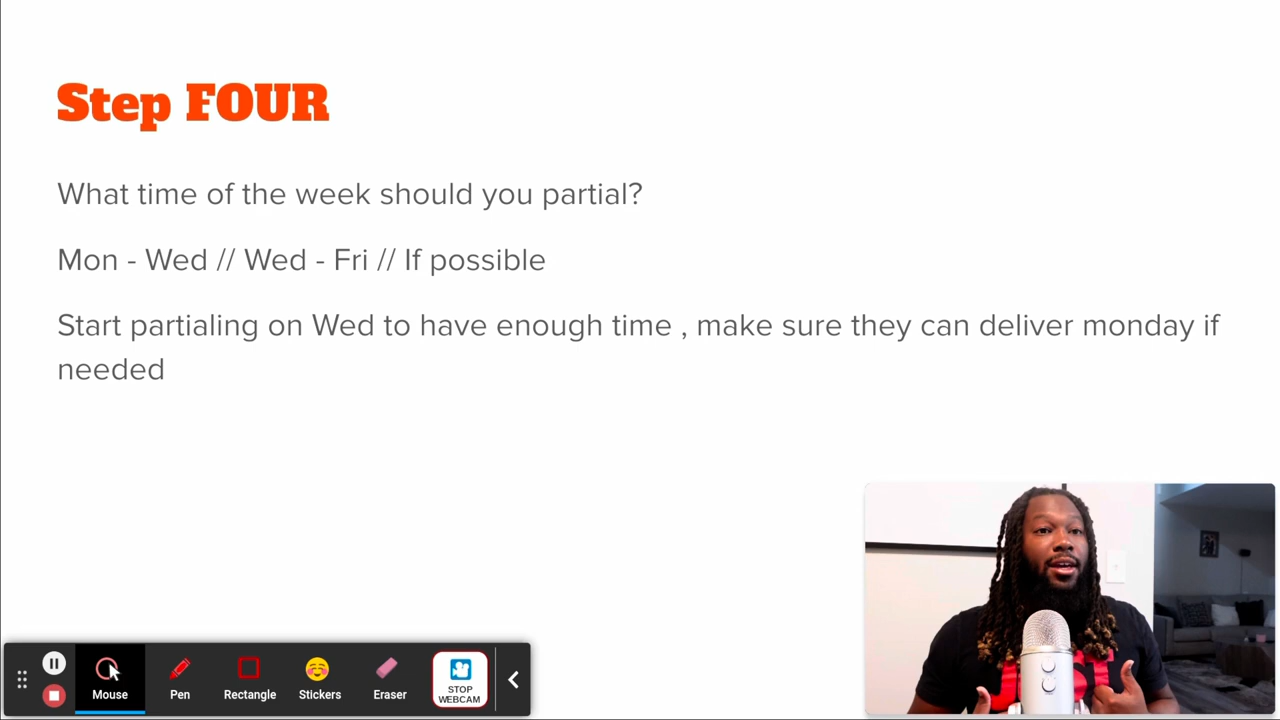 Step FOUR
What time of the week should you partial?
Mon - Wed // Wed - Fri // If possible
Start partialing on Wed to have enough time , make sure they can deliver monday if
needed
Mouse
Pen
Rectangle
Stickers
Eraser
STOP
WEBCAM